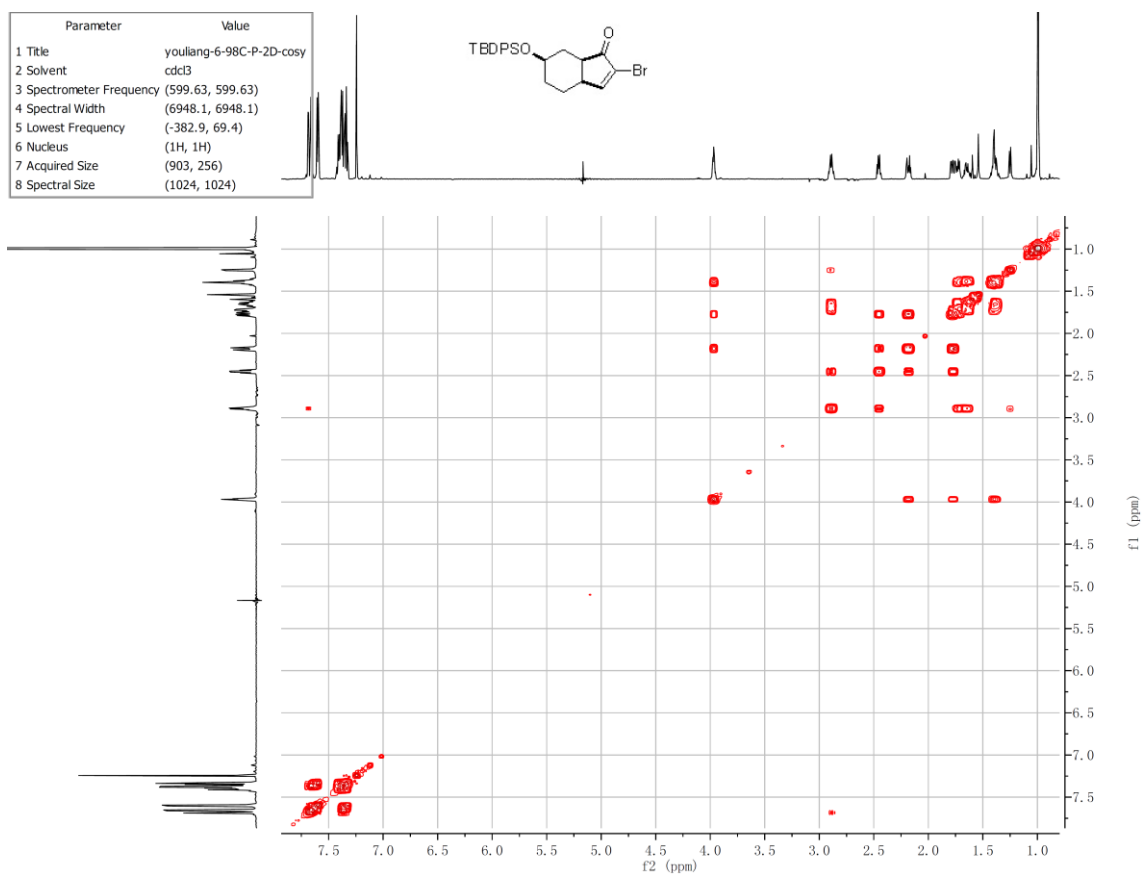 Parameter Value
1 Title youliang-6-98C-P-2D-cosy
2 Solvent cdcl3
3 Spectrometer Frequency (599.63, 599.63)
4 Spectral Width (6948.1, 6948.1)
5 Lowest Frequency (-382.9, 69.4)
6 Nucleus (1H, 1H)
7 Acquired Size (903, 256)
8 Spectral Size (1024, 1024)
O
TBDPSO
Br
1.0
1.5
2.0
2.5
3.0
3.5
4.0
4.5
5.0
5.5
6.0
6.5
7.0
7.5
f1 (ppm)
7.5 7.0 6.5 6.0 5.5 5.0 4.5 4.0 3.5 3.0 2.5 2.0 1.5 1.0
f2 (ppm)